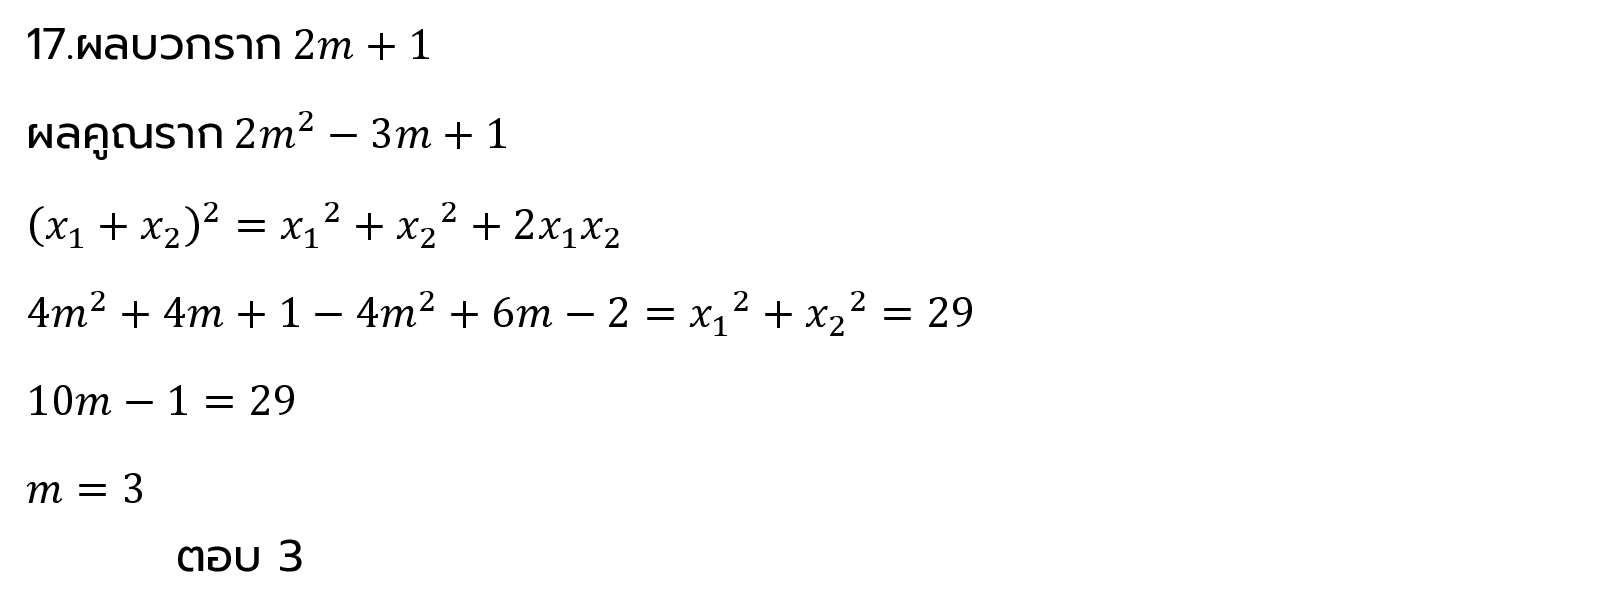 17.ผลบวกราก 2m + 1
ผลคูณราก 2m² − 3m + 1
(x₁ + x₂)² = x₁² + x₂² + 2x₁x₂
4m² + 4m + 1 − 4m² + 6m − 2 = x₁² + x₂² = 29
10m − 1 = 29
m = 3
ตอบ 3